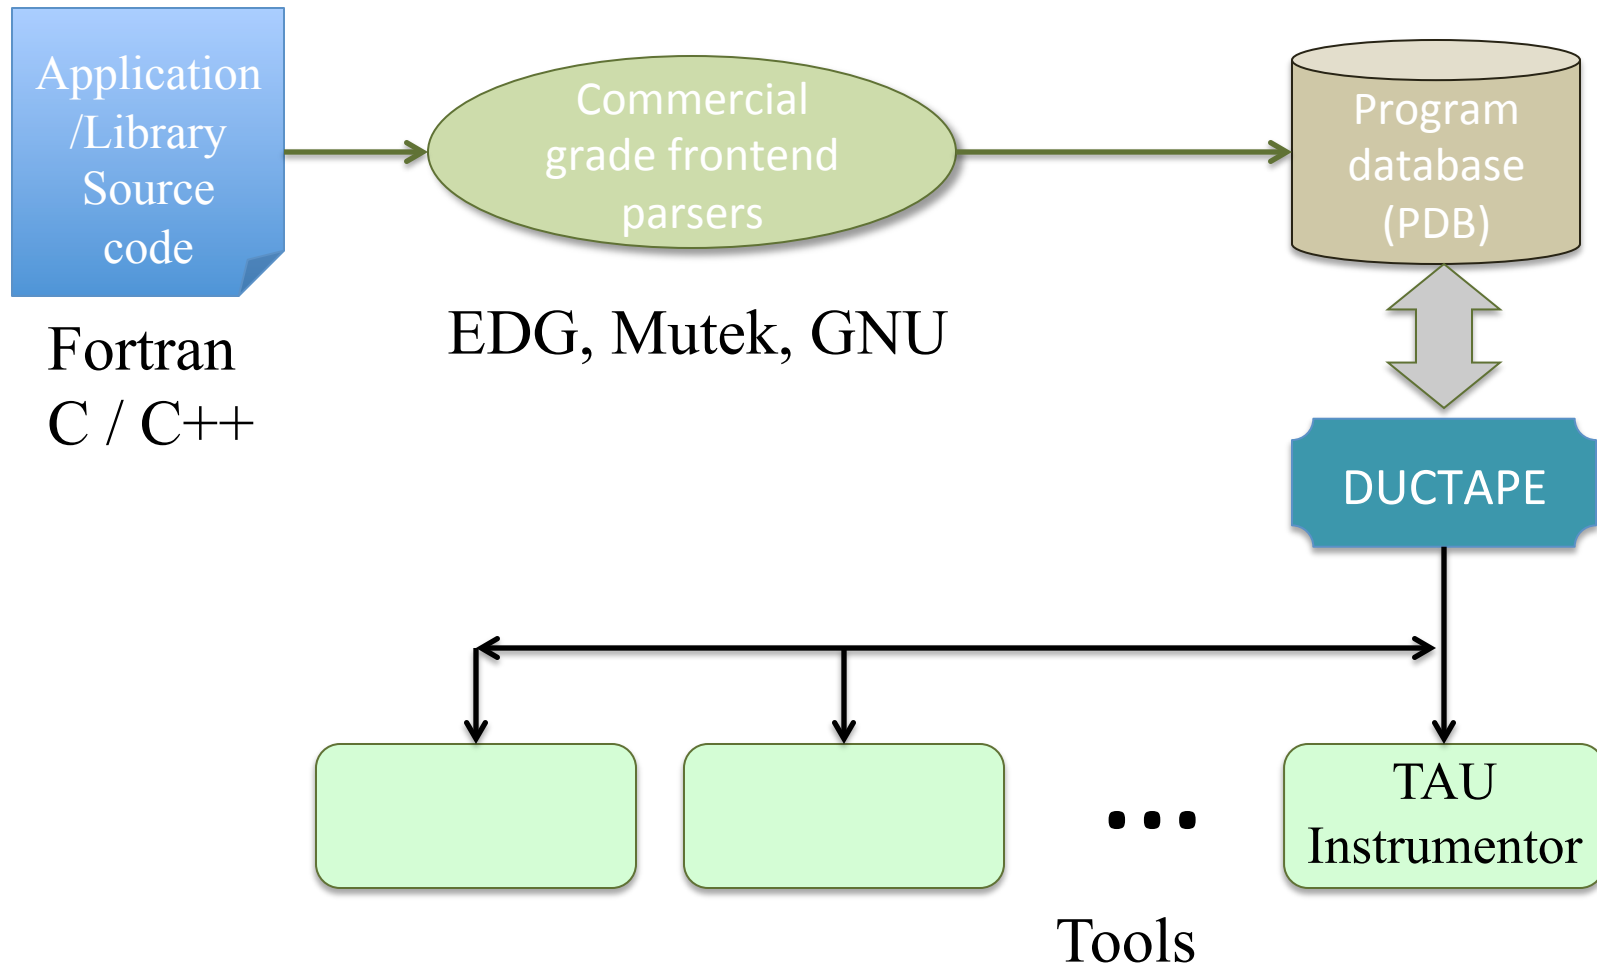 Application
/Library
Source
code
Commercial
grade frontend
parsers
Program
database
(PDB)
Fortran
C / C++
EDG, Mutek, GNU
DUCTAPE
TAU
Instrumentor
...
Tools